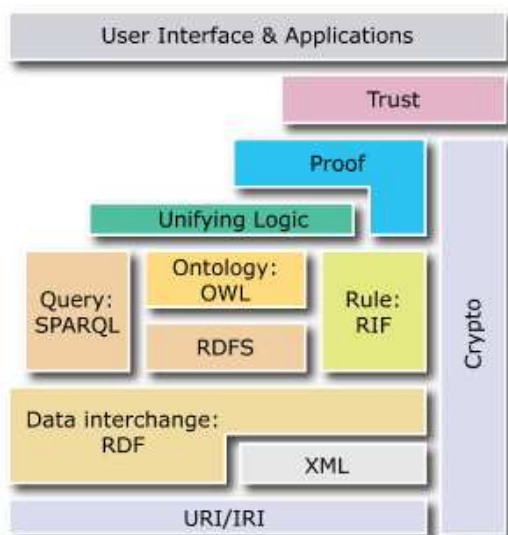 User Interface & Applications
Trust
Proof
Unifying Logic
Query:
SPARQL
Ontology:
OWL
RDFS
Rule:
RIF
Crypto
Data interchange:
RDF
XML
URI/IRI